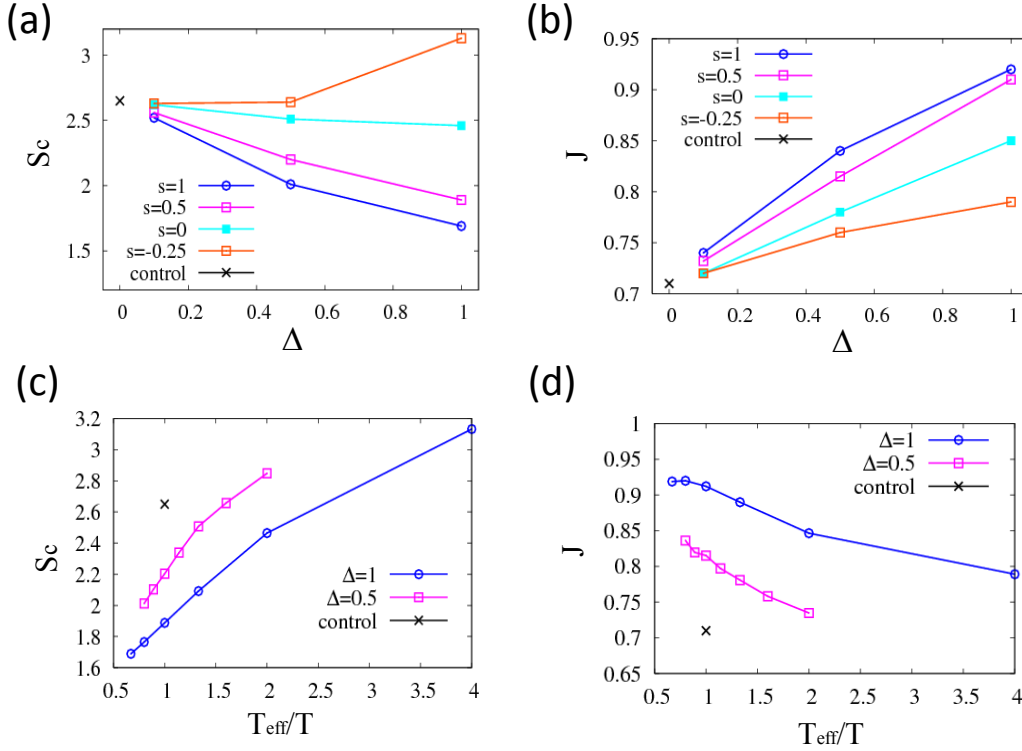 (a)
3
2.5
2
1.5
Sc
s=1
s=0.5
s=0
s=-0.25
control
0 0.2 0.4 0.6 0.8 1
Δ
(b)
0.95
0.9
0.85
0.8
0.75
0.7
J
s=1
s=0.5
s=0
s=-0.25
control
0 0.2 0.4 0.6 0.8 1
Δ
(c)
3.2
3
2.8
2.6
2.4
2.2
2
1.8
1.6
Sc
Δ=1
Δ=0.5
control
0.5 1 1.5 2 2.5 3 3.5 4
Teff/T
(d)
1
0.95
0.9
0.85
0.8
0.75
0.7
0.65
J
Δ=1
Δ=0.5
control
0.5 1 1.5 2 2.5 3 3.5 4
Teff/T